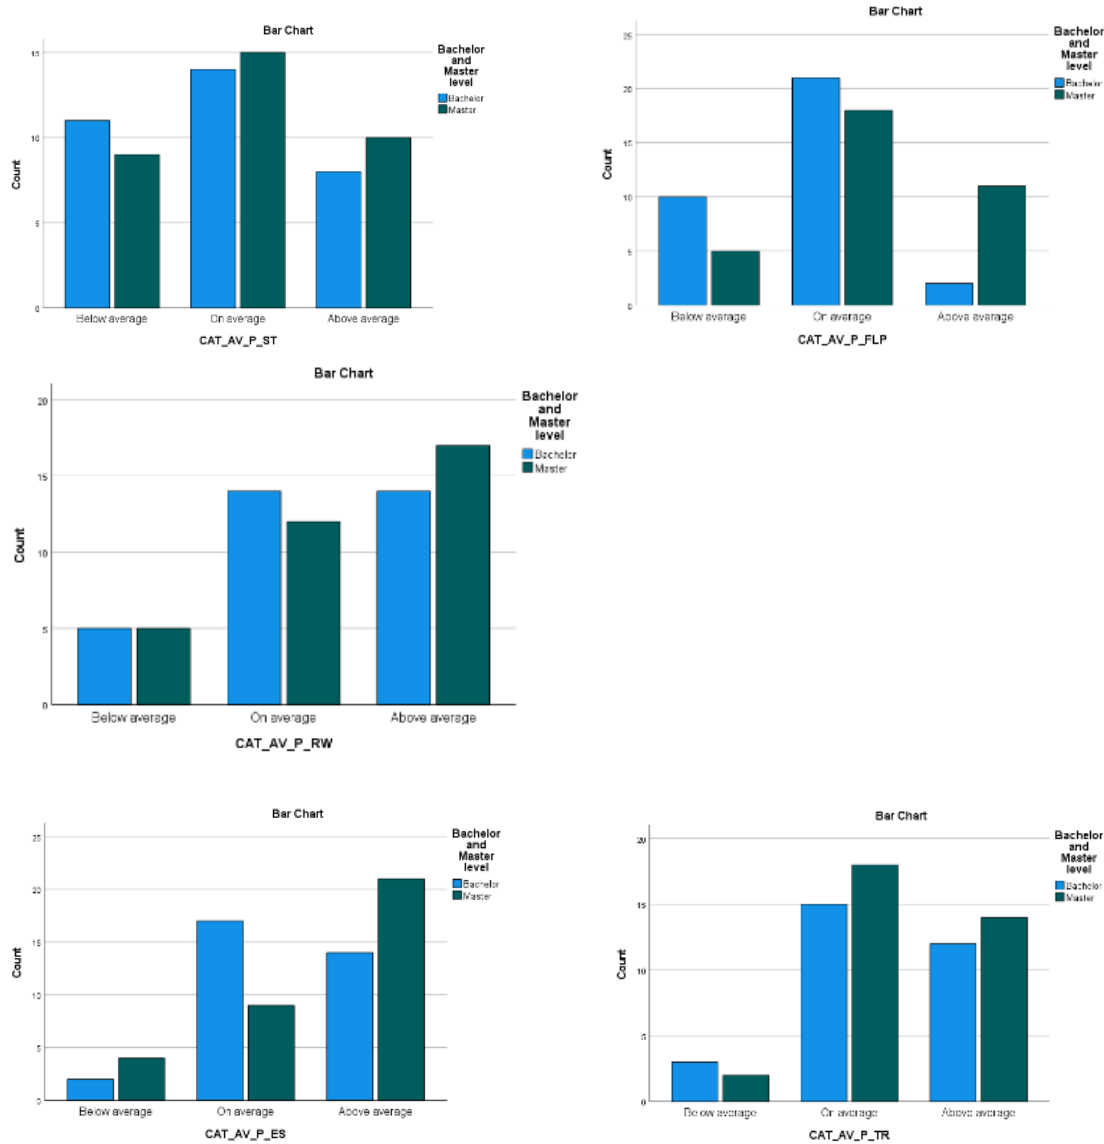 Bar Chart
Bachelor
and
Master
level
Bachelor
Master
15
10
5
0
Count
Below average
On average
Above average
CAT_AV_P_ST
Bar Chart
Bachelor
and
Master
level
Bachelor
Master
25
20
15
10
5
0
Count
Below average
On average
Above average
CAT_AV_P_FLP
Bar Chart
Bachelor
and
Master
level
Bachelor
Master
20
15
10
5
0
Count
Below average
On average
Above average
CAT_AV_P_RW
Bar Chart
Bachelor
and
Master
level
Bachelor
Master
25
20
15
10
5
0
Count
Below average
On average
Above average
CAT_AV_P_ES
Bar Chart
Bachelor
and
Master
level
Bachelor
Master
20
15
10
5
0
Count
Below average
On average
Above average
CAT_AV_P_TR